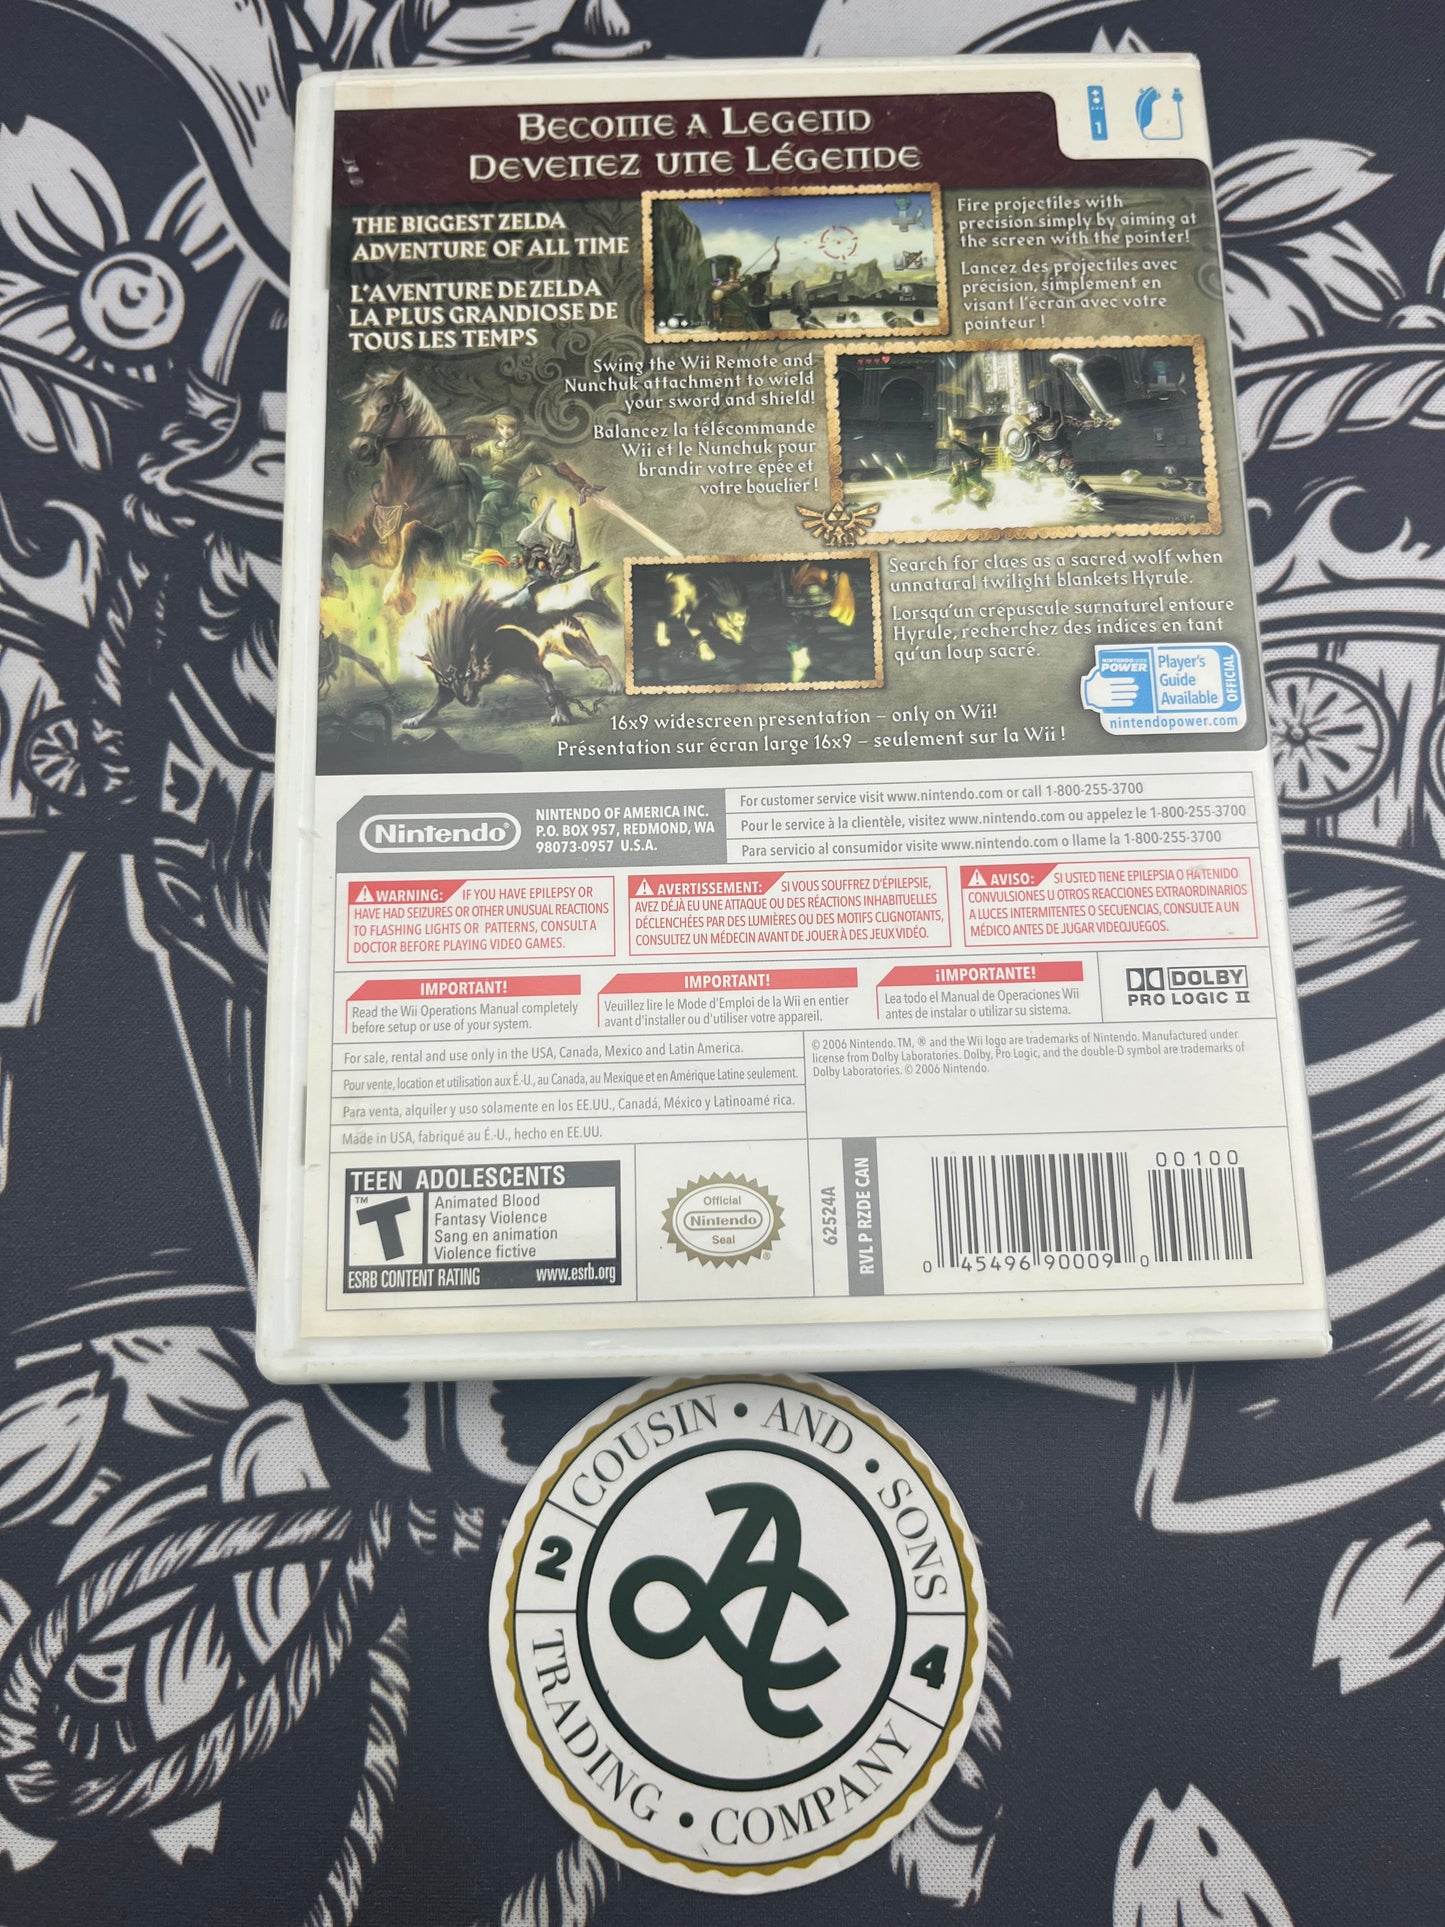 BECOME A LEGEND
DEVENEZ UNE LÉGENDE
1
THE BIGGEST ZELDA
ADVENTURE OF ALL TIME
L'AVENTURE DE ZELDA
LA PLUS GRANDIOSE DE
TOUS LES TEMPS
Fire projectiles with
precision simply by aiming at
the screen with the pointer!
Lancez des projectiles avec
précision, simplement en
visant l'écran avec votre
pointeur !
Back
Swing the Wii Remote and
Nunchuk attachment to wield
your sword and shield!
Balancez la télécommande
Wii et le Nunchuk pour
brandir votre épée et
votre bouclier !
Search for clues as a sacred wolf when
unnatural twilight blankets Hyrule.
Lorsqu'un crépuscule surnaturel entoure
Hyrule, recherchez des indices en tant
qu'un loup sacré.
NINTENDO
POWER
Player's
Guide
Available
OFFICIAL
nintendopower.com
16x9 widescreen presentation – only on Wii!
Présentation sur écran large 16x9 – seulement sur la Wii !
Nintendo®
NINTENDO OF AMERICA INC.
P.O. BOX 957, REDMOND, WA
98073-0957 U.S.A.
For customer service visit www.nintendo.com or call 1-800-255-3700
Pour le service à la clientèle, visitez www.nintendo.com ou appelez le 1-800-255-3700
Para servicio al consumidor visite www.nintendo.com o llame la 1-800-255-3700
WARNING: IF YOU HAVE EPILEPSY OR
HAVE HAD SEIZURES OR OTHER UNUSUAL REACTIONS
TO FLASHING LIGHTS OR PATTERNS, CONSULT A
DOCTOR BEFORE PLAYING VIDEO GAMES.
AVERTISSEMENT: SI VOUS SOUFFREZ D'ÉPILEPSIE,
AVEZ DÉJÀ EU UNE ATTAQUE OU DES RÉACTIONS INHABITUELLES
DÉCLENCHÉES PAR DES LUMIÈRES OU DES MOTIFS CLIGNOTANTS,
CONSULTEZ UN MÉDECIN AVANT DE JOUER À DES JEUX VIDÉO.
AVISO: SI USTED TIENE EPILEPSIA O HA TENIDO
CONVULSIONES U OTROS REACCIONES EXTRAORDINARIOS
A LUCES INTERMITENTES O SECUENCIAS, CONSULTE A UN
MÉDICO ANTES DE JUGAR VIDEOJUEGOS.
IMPORTANT!
Read the Wii Operations Manual completely
before setup or use of your system.
IMPORTANT!
Veuillez lire le Mode d'Emploi de la Wii en entier
avant d'installer ou d'utiliser votre appareil.
¡IMPORTANTE!
Lea todo el Manual de Operaciones Wii
antes de instalar o utilizar su sistema.
DOLBY
PRO LOGIC II
For sale, rental and use only in the USA, Canada, Mexico and Latin America.
Pour vente, location et utilisation aux É.-U., au Canada, au Mexique et en Amérique Latine seulement.
Para venta, alquiler y uso solamente en los EE.UU., Canadá, México y Latinoamé rica.
Made in USA, fabriqué au É.-U., hecho en EE.UU.
© 2006 Nintendo. TM, ® and the Wii logo are trademarks of Nintendo. Manufactured under
license from Dolby Laboratories. Dolby, Pro Logic, and the double-D symbol are trademarks of
Dolby Laboratories. © 2006 Nintendo.
TEEN ADOLESCENTS
T
TM
Animated Blood
Fantasy Violence
Sang en animation
Violence fictive
ESRB CONTENT RATING www.esrb.org
Official
Nintendo
Seal
®
62524A
RVL P RZDE CAN
00100
0 45496 90009 0
COUSIN • AND • SONS
2
4
TRADING • COMPANY